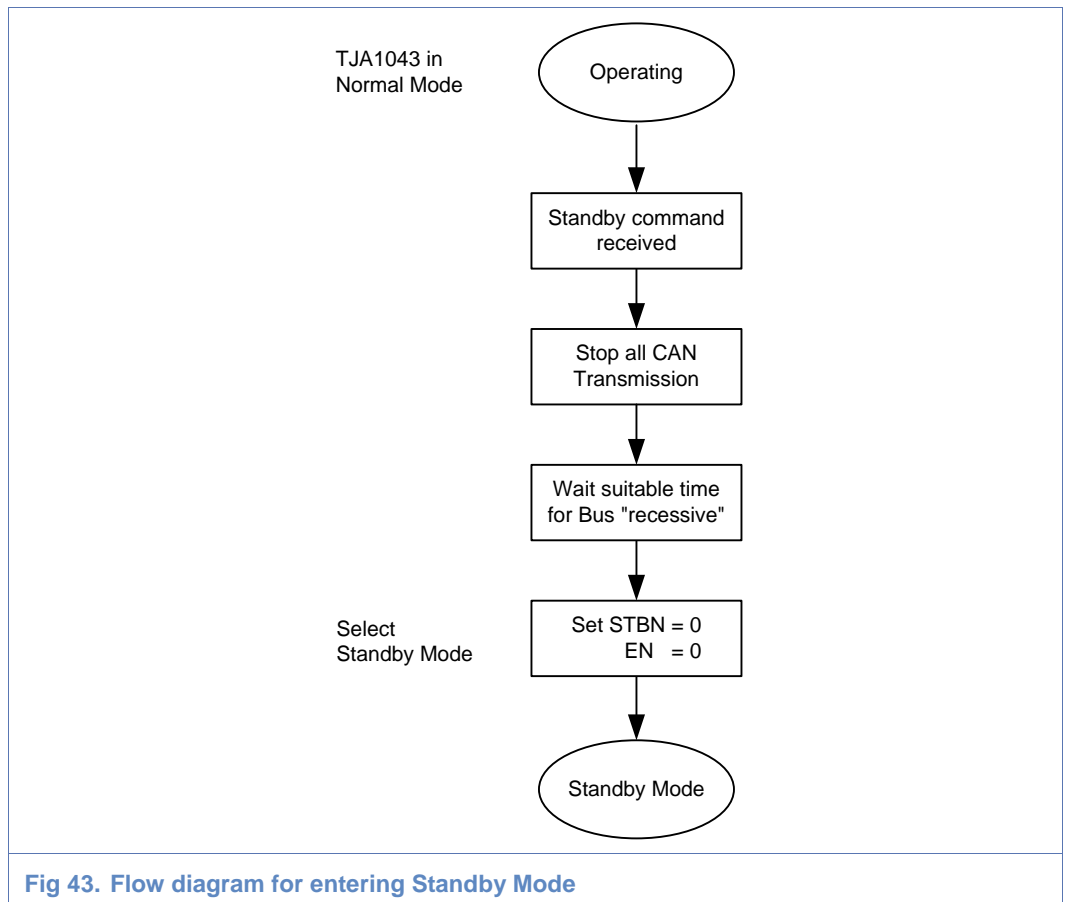 TJA1043 in
Normal Mode
Operating
Standby command
received
Stop all CAN
Transmission
Wait suitable time
for Bus "recessive"
Select
Standby Mode
Set STBN = 0
EN = 0
Standby Mode
Fig 43. Flow diagram for entering Standby Mode